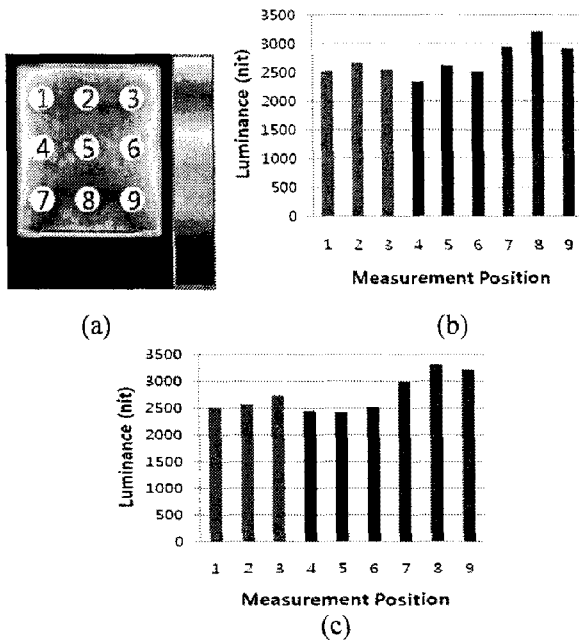 1 2 3
4 5 6
7 8 9
(a)
Luminance (nit)
3500
3000
2500
2000
1500
1000
500
0
1 2 3 4 5 6 7 8 9
Measurement Position
(b)
Luminance (nit)
3500
3000
2500
2000
1500
1000
500
0
1 2 3 4 5 6 7 8 9
Measurement Position
(c)